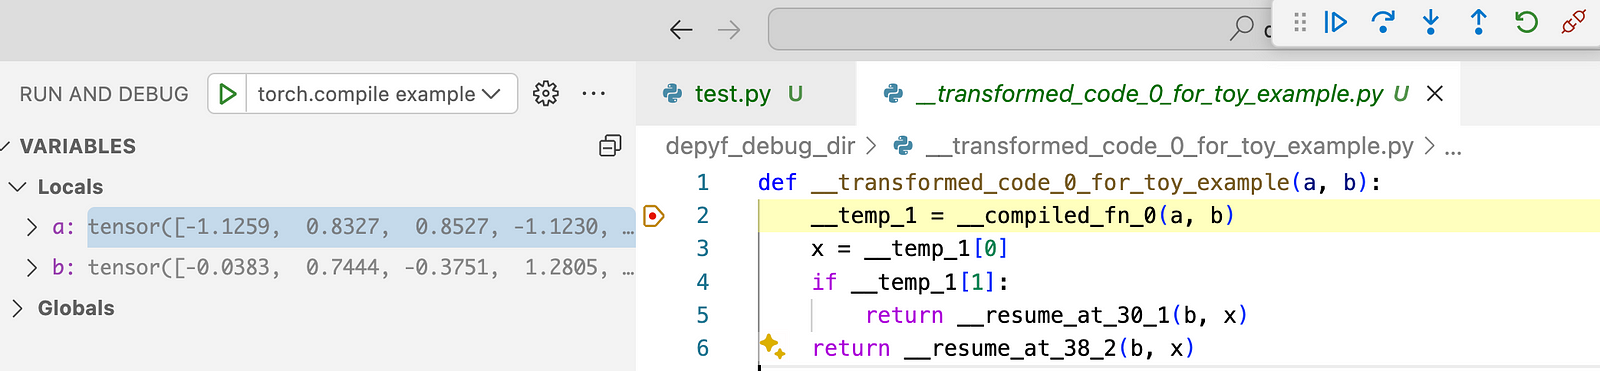 RUN AND DEBUG torch.compile example ...
test.py U __transformed_code_0_for_toy_example.py U
VARIABLES
depyf_debug_dir > __transformed_code_0_for_toy_example.py > ...
Locals
1 def __transformed_code_0_for_toy_example(a, b):
a: tensor([-1.1259, 0.8327, 0.8527, -1.1230, …
2 __temp_1 = __compiled_fn_0(a, b)
b: tensor([-0.0383, 0.7444, -0.3751, 1.2805, …
3 x = __temp_1[0]
Globals
4 if __temp_1[1]:
5 return __resume_at_30_1(b, x)
6 return __resume_at_38_2(b, x)